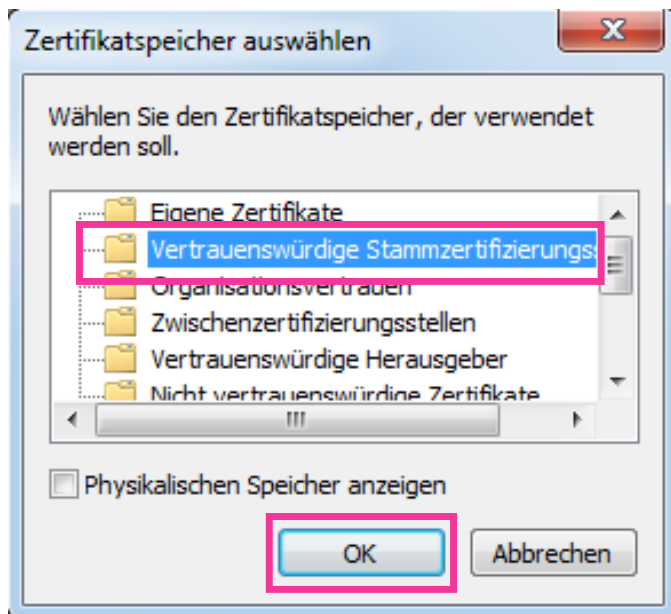 Zertifikatspeicher auswählen
Wählen Sie den Zertifikatspeicher, der verwendet
werden soll.
Eigene Zertifikate
Vertrauenswürdige Stammzertifizierungs
Organisationsvertrauen
Zwischenzertifizierungsstellen
Vertrauenswürdige Herausgeber
Nicht vertrauenswürdige Zertifikate
Physikalischen Speicher anzeigen
OK
Abbrechen